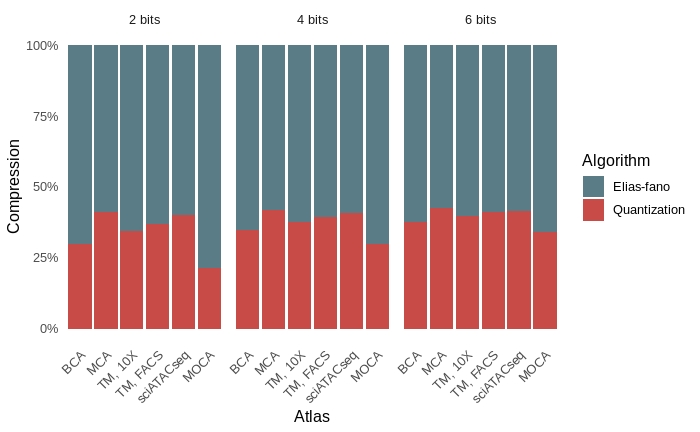 2 bits
4 bits
6 bits
Compression
100%
75%
50%
25%
0%
BCA
MCA
TM, 10X
TM, FACS
sciATACseq
MOCA
BCA
MCA
TM, 10X
TM, FACS
sciATACseq
MOCA
BCA
MCA
TM, 10X
TM, FACS
sciATACseq
MOCA
Atlas
Algorithm
Elias-fano
Quantization